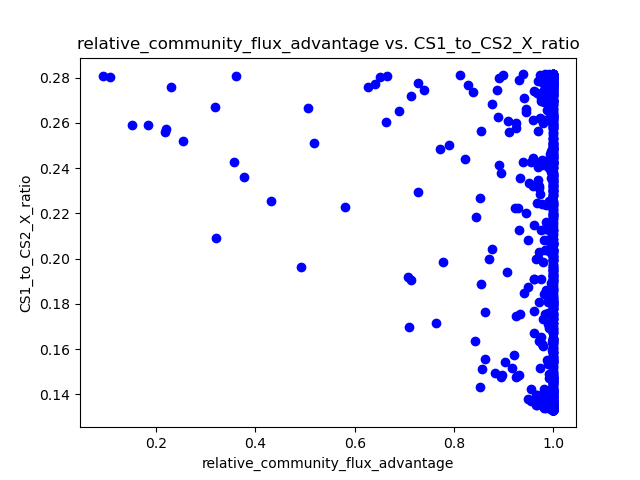 relative_community_flux_advantage vs. CS1_to_CS2_X_ratio
CS1_to_CS2_X_ratio
0.28
0.26
0.24
0.22
0.20
0.18
0.16
0.14
0.2 0.4 0.6 0.8 1.0
relative_community_flux_advantage